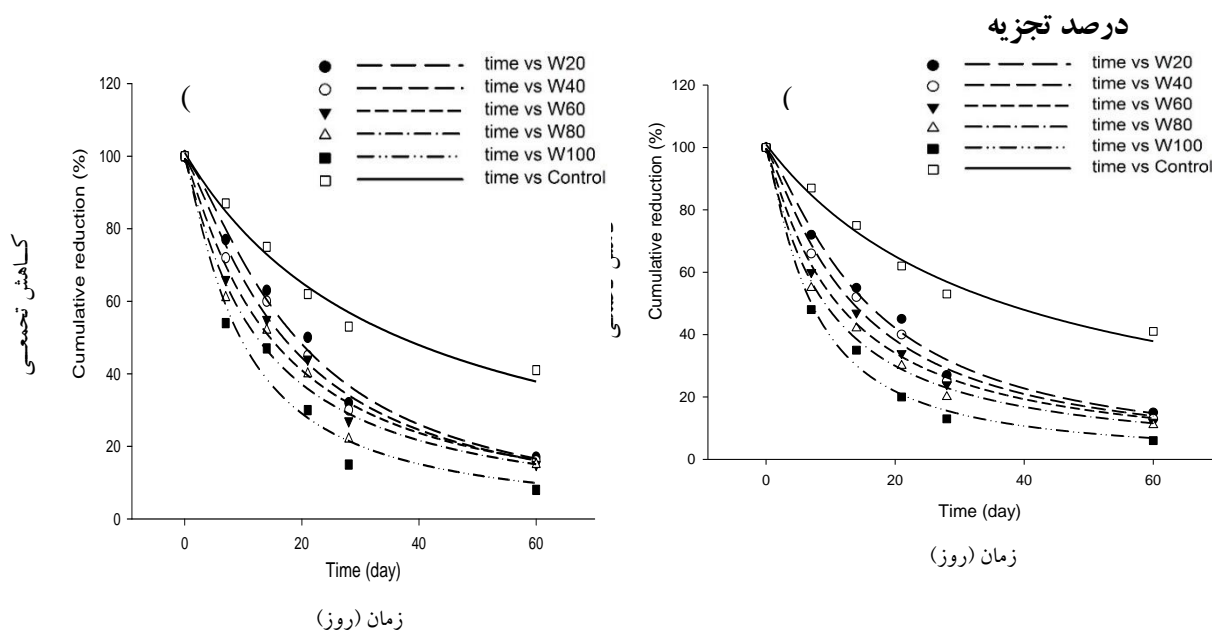 درصد تجزیه
time vs W20
time vs W40
time vs W60
time vs W80
time vs W100
time vs Control
(
120
100
80
60
40
20
0
Cumulative reduction (%)
کاهش تجمعی
0
20
40
60
Time (day)
زمان (روز)
time vs W20
time vs W40
time vs W60
time vs W80
time vs W100
time vs Control
(
120
100
80
60
40
20
0
Cumulative reduction (%)
0
20
40
60
Time (day)
زمان (روز)